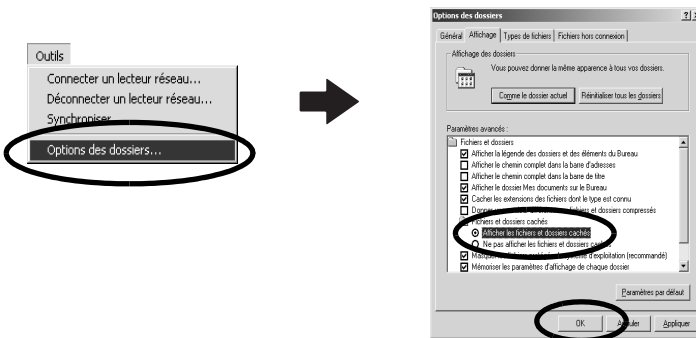 Outils
Connecter un lecteur réseau...
Déconnecter un lecteur réseau...
Synchroniser...
Options des dossiers...
Options des dossiers
Général Affichage Types de fichiers Fichiers hors connexion
Affichage des dossiers
Vous pouvez donner la même apparence à tous vos dossiers.
Comme le dossier actuel Réinitialiser tous les dossiers
Paramètres avancés :
Fichiers et dossiers
Afficher la légende des dossiers et des éléments du Bureau
Afficher le chemin complet dans la barre d'adresses
Afficher le chemin complet dans la barre de titre
Afficher le dossier Mes documents sur le Bureau
Cacher les extensions des fichiers dont le type est connu
fichiers et dossiers compressés
Fichiers et dossiers cachés
Afficher les fichiers et dossiers cachés
Ne pas afficher les fichiers et dossiers cachés
d'exploitation (recommandé)
Mémoriser les paramètres d'affichage de chaque dossier
Paramètres par défaut
OK Annuler Appliquer